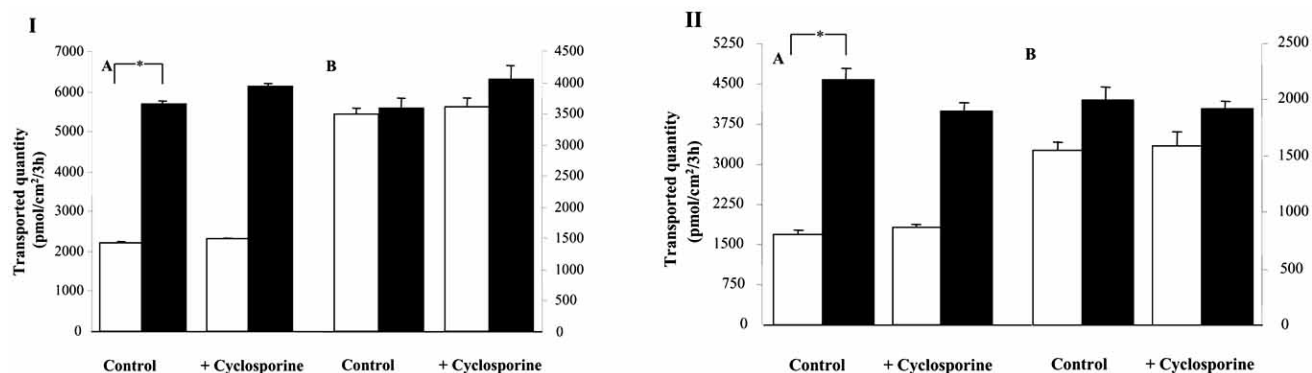 I
A
*
B
7000
6000
5000
4000
3000
2000
1000
0
4500
4000
3500
3000
2500
2000
1500
1000
500
0
Transported quantity
(pmol/cm²/3h)
Control
+ Cyclosporine
Control
+ Cyclosporine
II
A
*
B
5250
4500
3750
3000
2250
1500
750
0
2500
2000
1500
1000
500
0
Transported quantity
(pmol/cm²/3h)
Control
+ Cyclosporine
Control
+ Cyclosporine